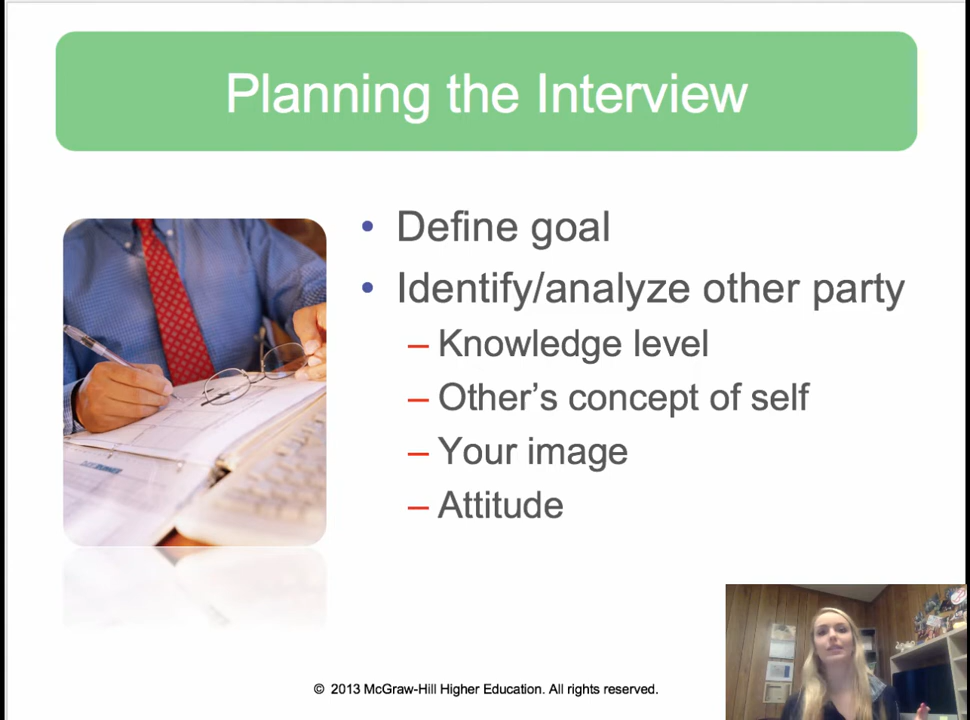 Planning the Interview
• Define goal
• Identify/analyze other party
– Knowledge level
– Other’s concept of self
– Your image
– Attitude
© 2013 McGraw-Hill Higher Education. All rights reserved.